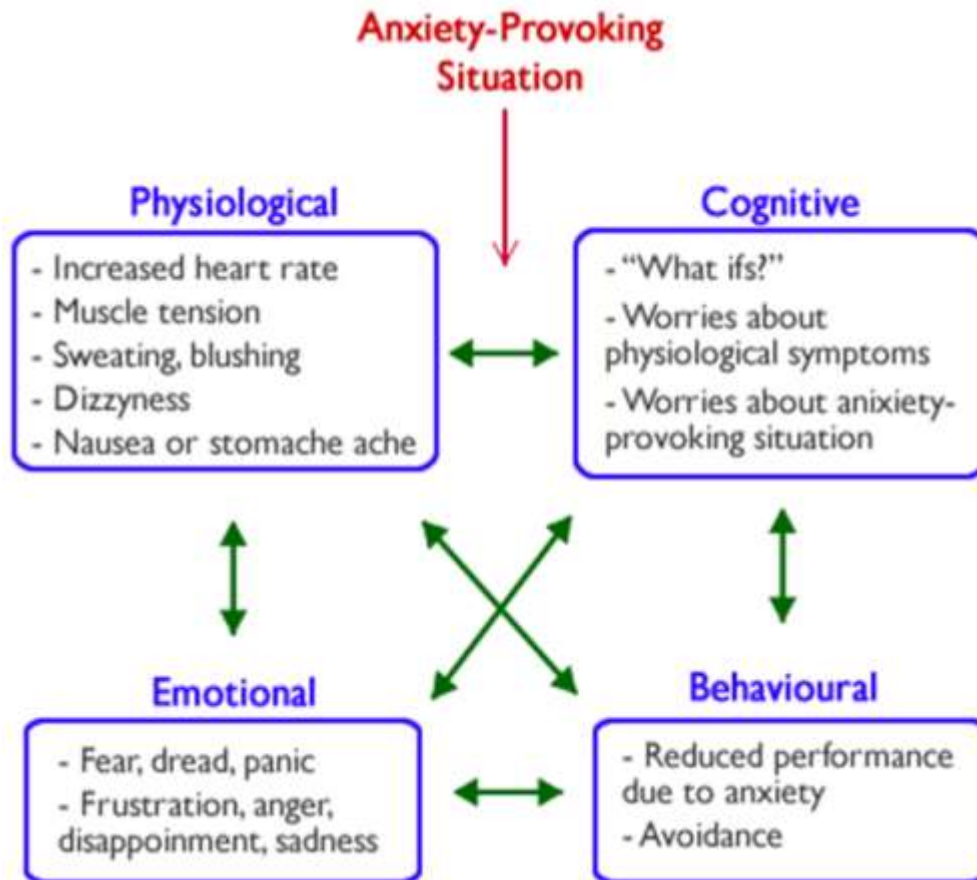 Anxiety-Provoking
Situation
Physiological
- Increased heart rate
- Muscle tension
- Sweating, blushing
- Dizzyness
- Nausea or stomache ache
Cognitive
- “What ifs?”
- Worries about
physiological symptoms
- Worries about anixiety-
provoking situation
Emotional
- Fear, dread, panic
- Frustration, anger,
disappoinment, sadness
Behavioural
- Reduced performance
due to anxiety
- Avoidance